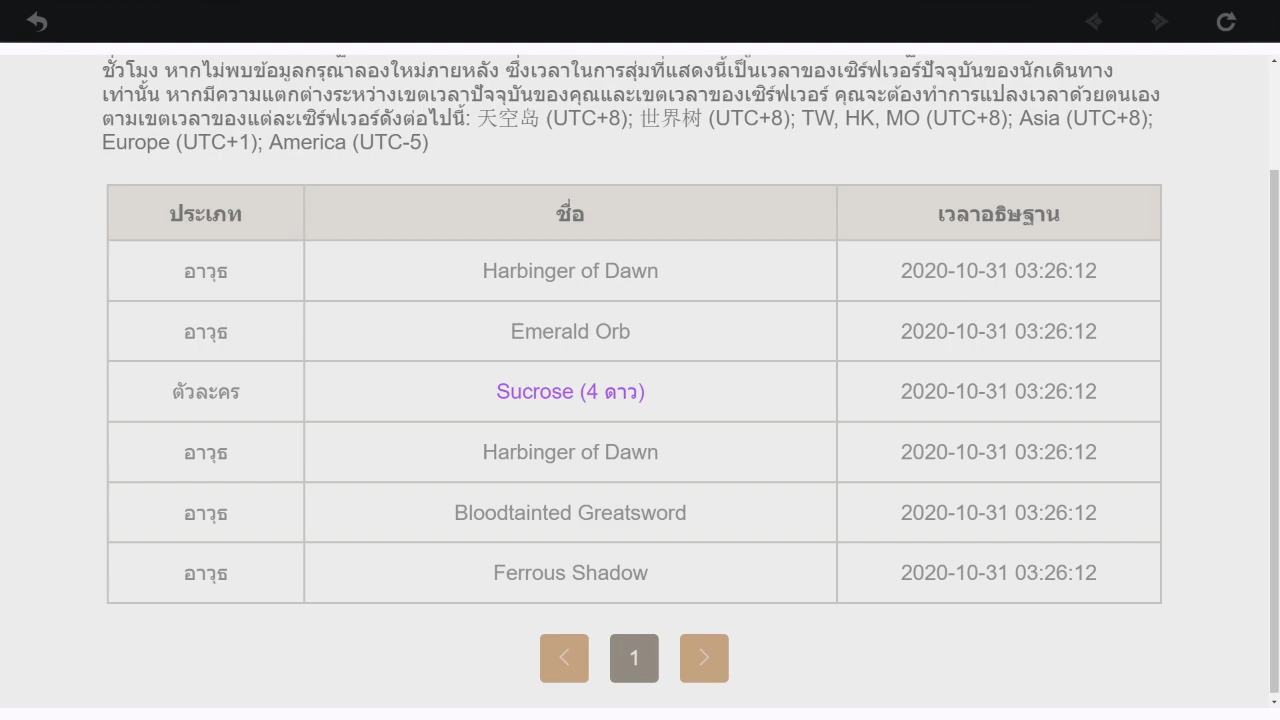 ชั่วโมง หากไม่พบข้อมูลกรุณาลองใหม่ภายหลัง ซึ่งเวลาในการสุ่มที่แสดงนี้เป็นเวลาของเซิร์ฟเวอร์ปัจจุบันของนักเดินทาง
เท่านั้น หากมีความแตกต่างระหว่างเขตเวลาปัจจุบันของคุณและเขตเวลาของเซิร์ฟเวอร์ คุณจะต้องทำการแปลงเวลาด้วยตนเอง
ตามเขตเวลาของแต่ละเซิร์ฟเวอร์ดังต่อไปนี้: 天空岛 (UTC+8); 世界树 (UTC+8); TW, HK, MO (UTC+8); Asia (UTC+8);
Europe (UTC+1); America (UTC-5)
ประเภท ชื่อ เวลาอธิษฐาน
อาวุธ Harbinger of Dawn 2020-10-31 03:26:12
อาวุธ Emerald Orb 2020-10-31 03:26:12
ตัวละคร Sucrose (4 ดาว) 2020-10-31 03:26:12
อาวุธ Harbinger of Dawn 2020-10-31 03:26:12
อาวุธ Bloodtainted Greatsword 2020-10-31 03:26:12
อาวุธ Ferrous Shadow 2020-10-31 03:26:12
1